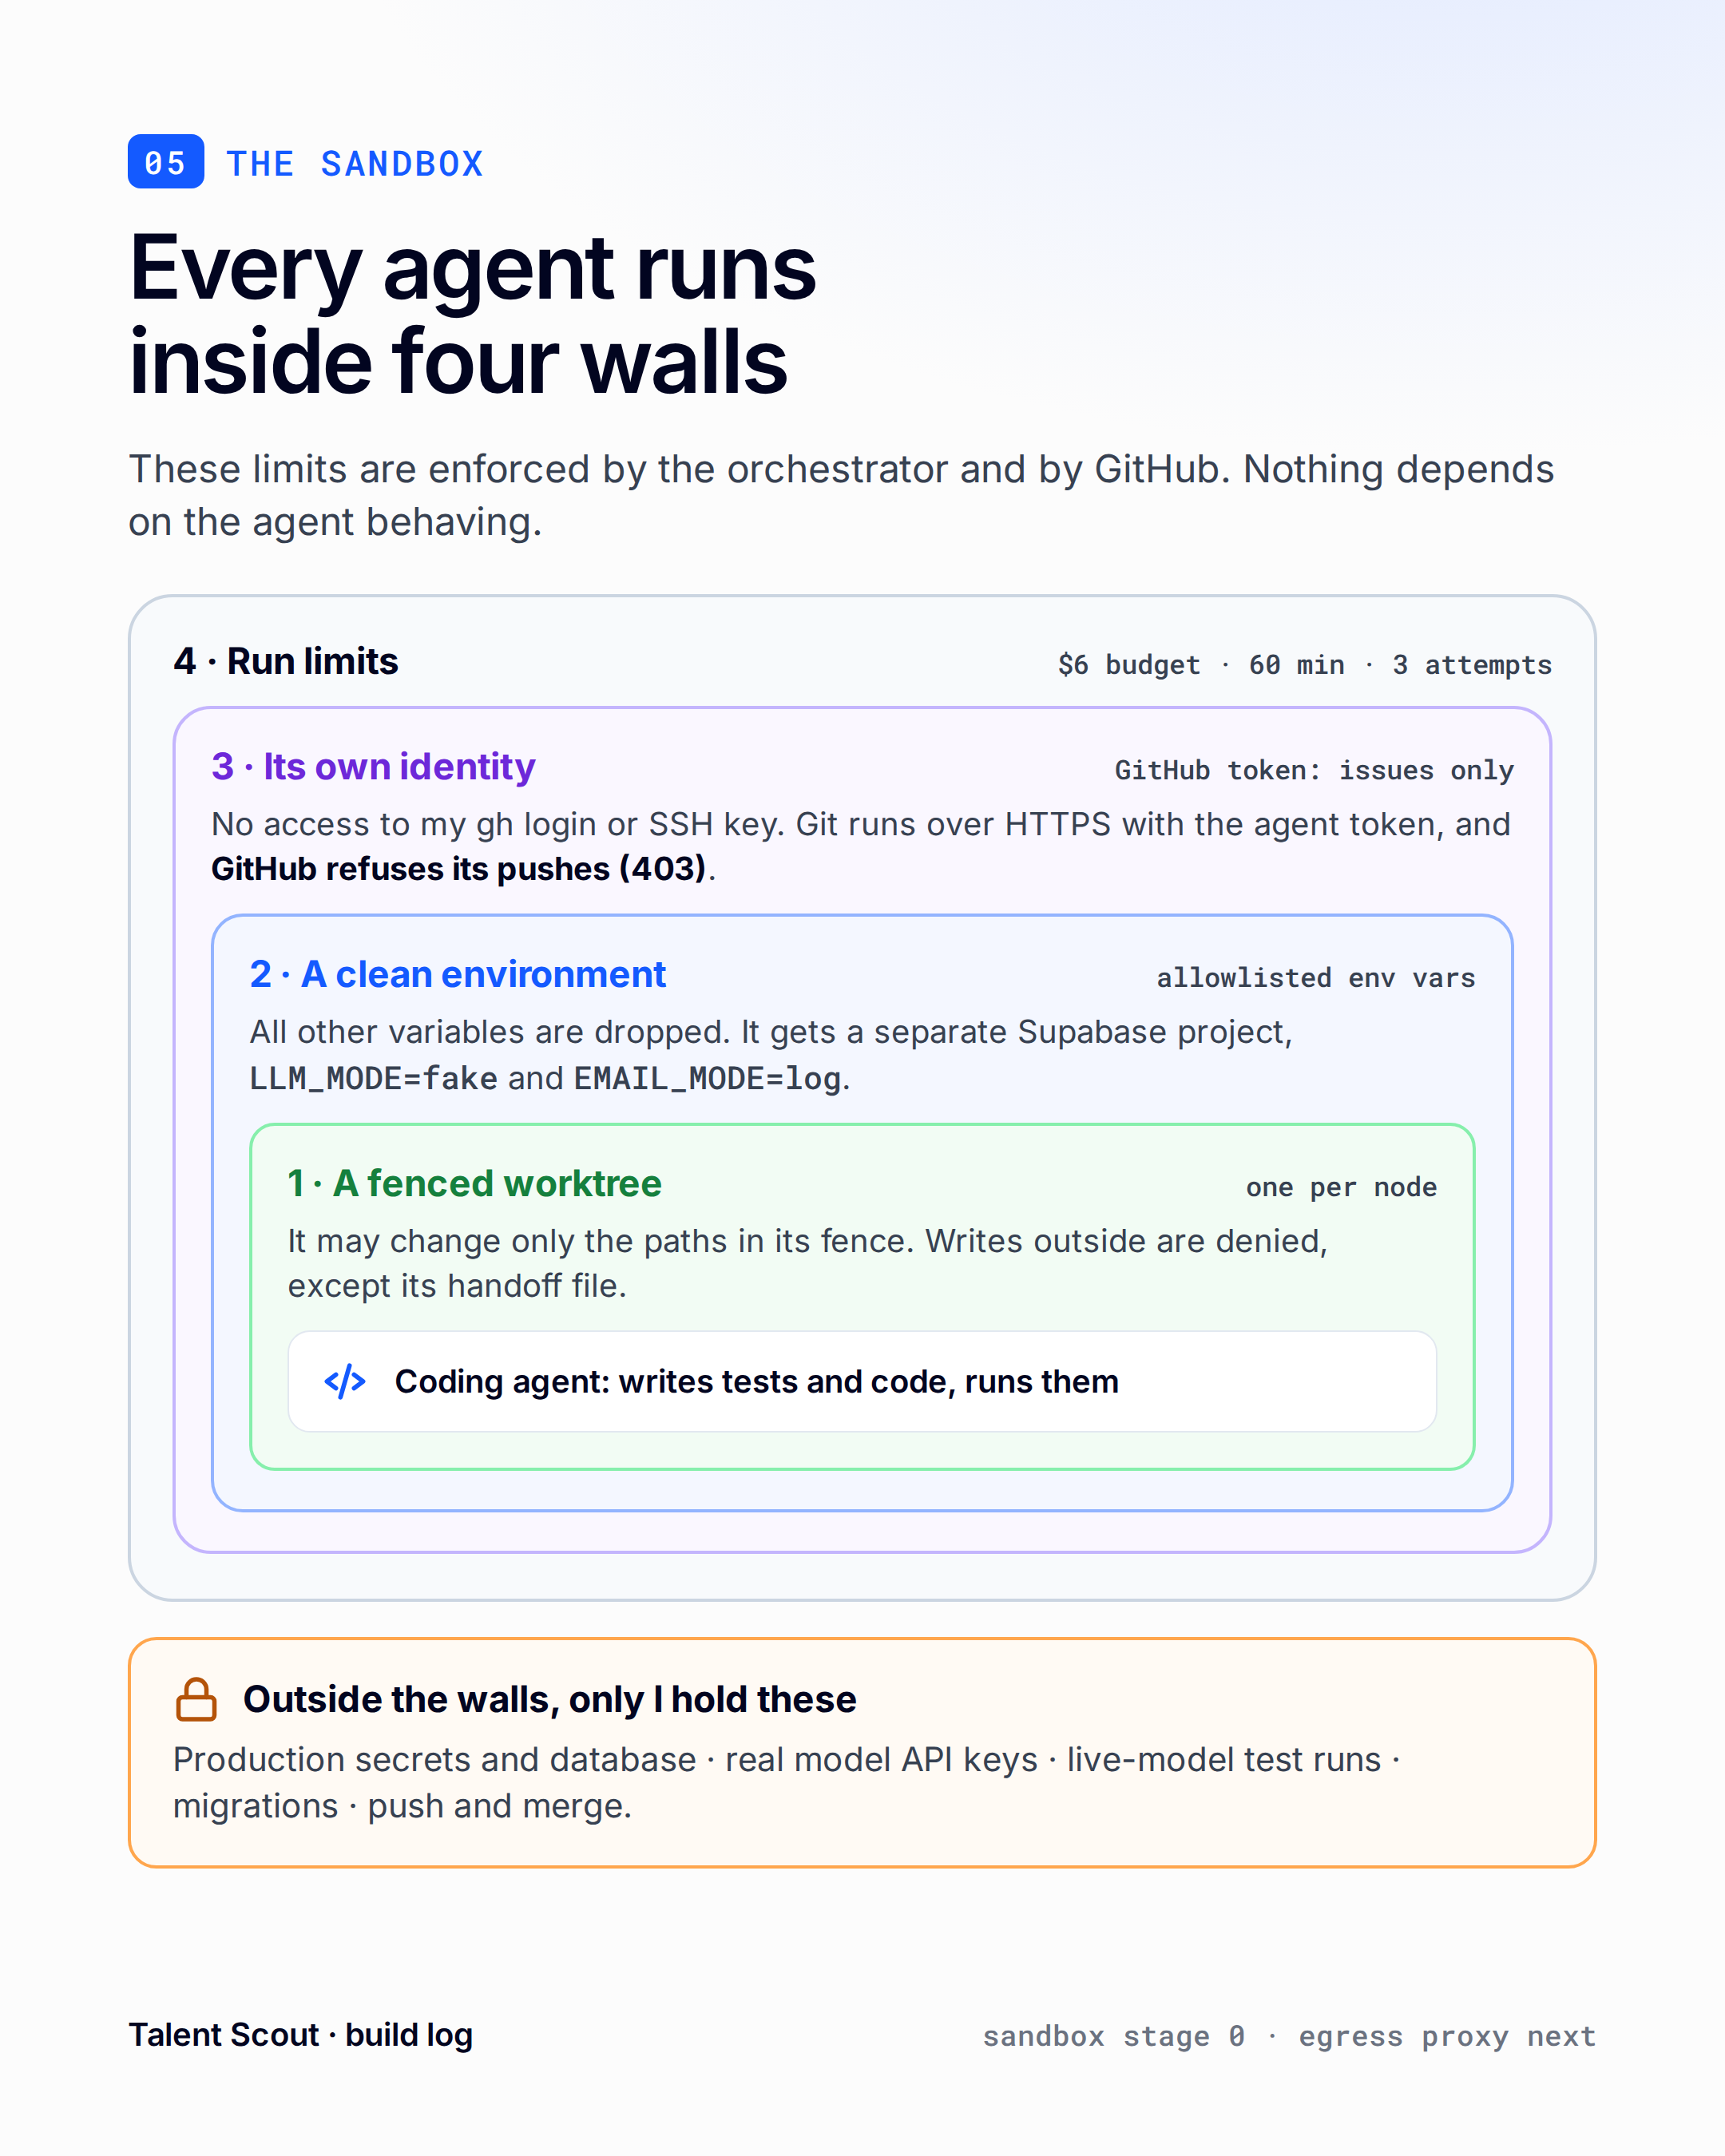 05 THE SANDBOX
Every agent runs
inside four walls
These limits are enforced by the orchestrator and by GitHub. Nothing depends
on the agent behaving.
4 · Run limits $6 budget · 60 min · 3 attempts
3 · Its own identity GitHub token: issues only
No access to my gh login or SSH key. Git runs over HTTPS with the agent token, and
GitHub refuses its pushes (403).
2 · A clean environment allowlisted env vars
All other variables are dropped. It gets a separate Supabase project,
LLM_MODE=fake and EMAIL_MODE=log.
1 · A fenced worktree one per node
It may change only the paths in its fence. Writes outside are denied,
except its handoff file.
Coding agent: writes tests and code, runs them
Outside the walls, only I hold these
Production secrets and database · real model API keys · live-model test runs ·
migrations · push and merge.
Talent Scout · build log sandbox stage 0 · egress proxy next